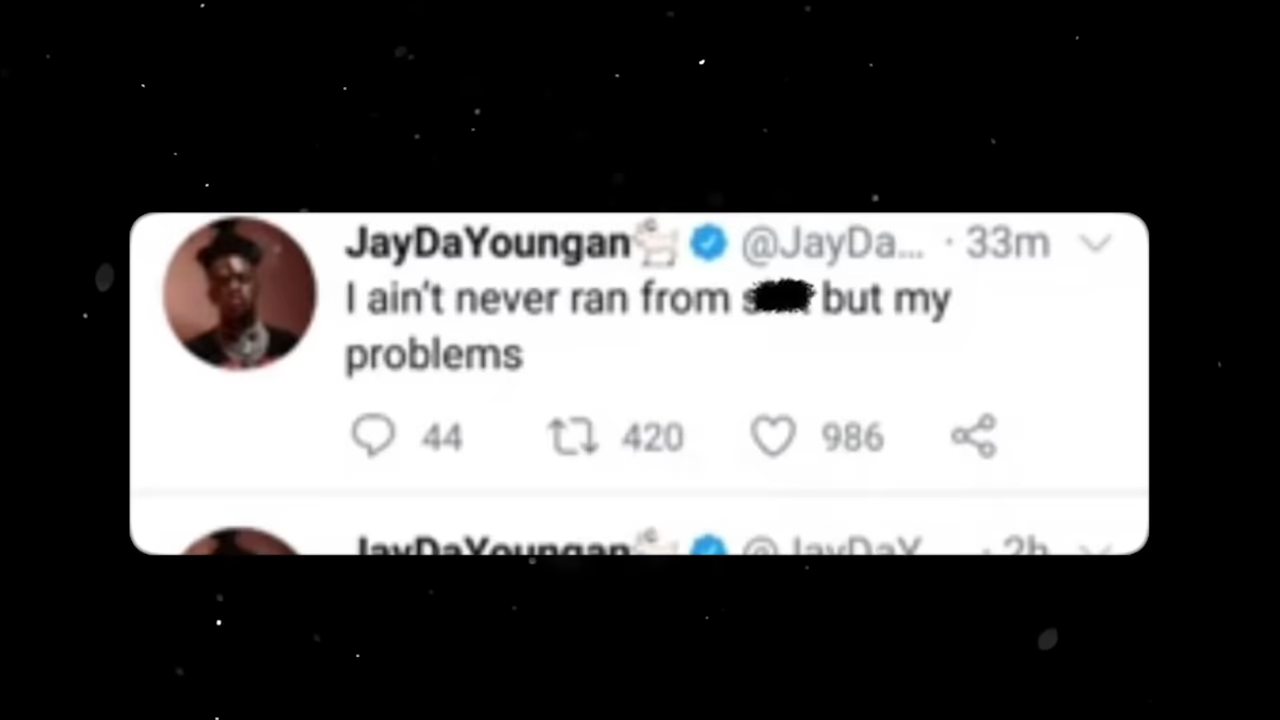 JayDaYoungan🐐 @JayDa... · 33m
I ain't never ran from but my
problems
44 420 986
JayDaYoungan🐐 @JayDaY... · 2h